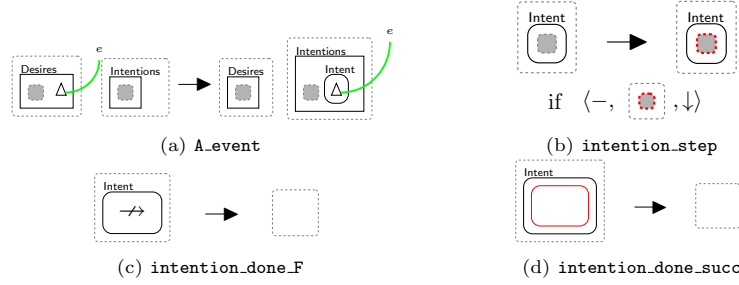 e
e
Desires
Intentions
Desires
Intentions
Intent
(a) A_event
Intent
Intent
if ⟨−, , ↓⟩
(b) intention_step
Intent
(c) intention_done_F
Intent
(d) intention_done_succ